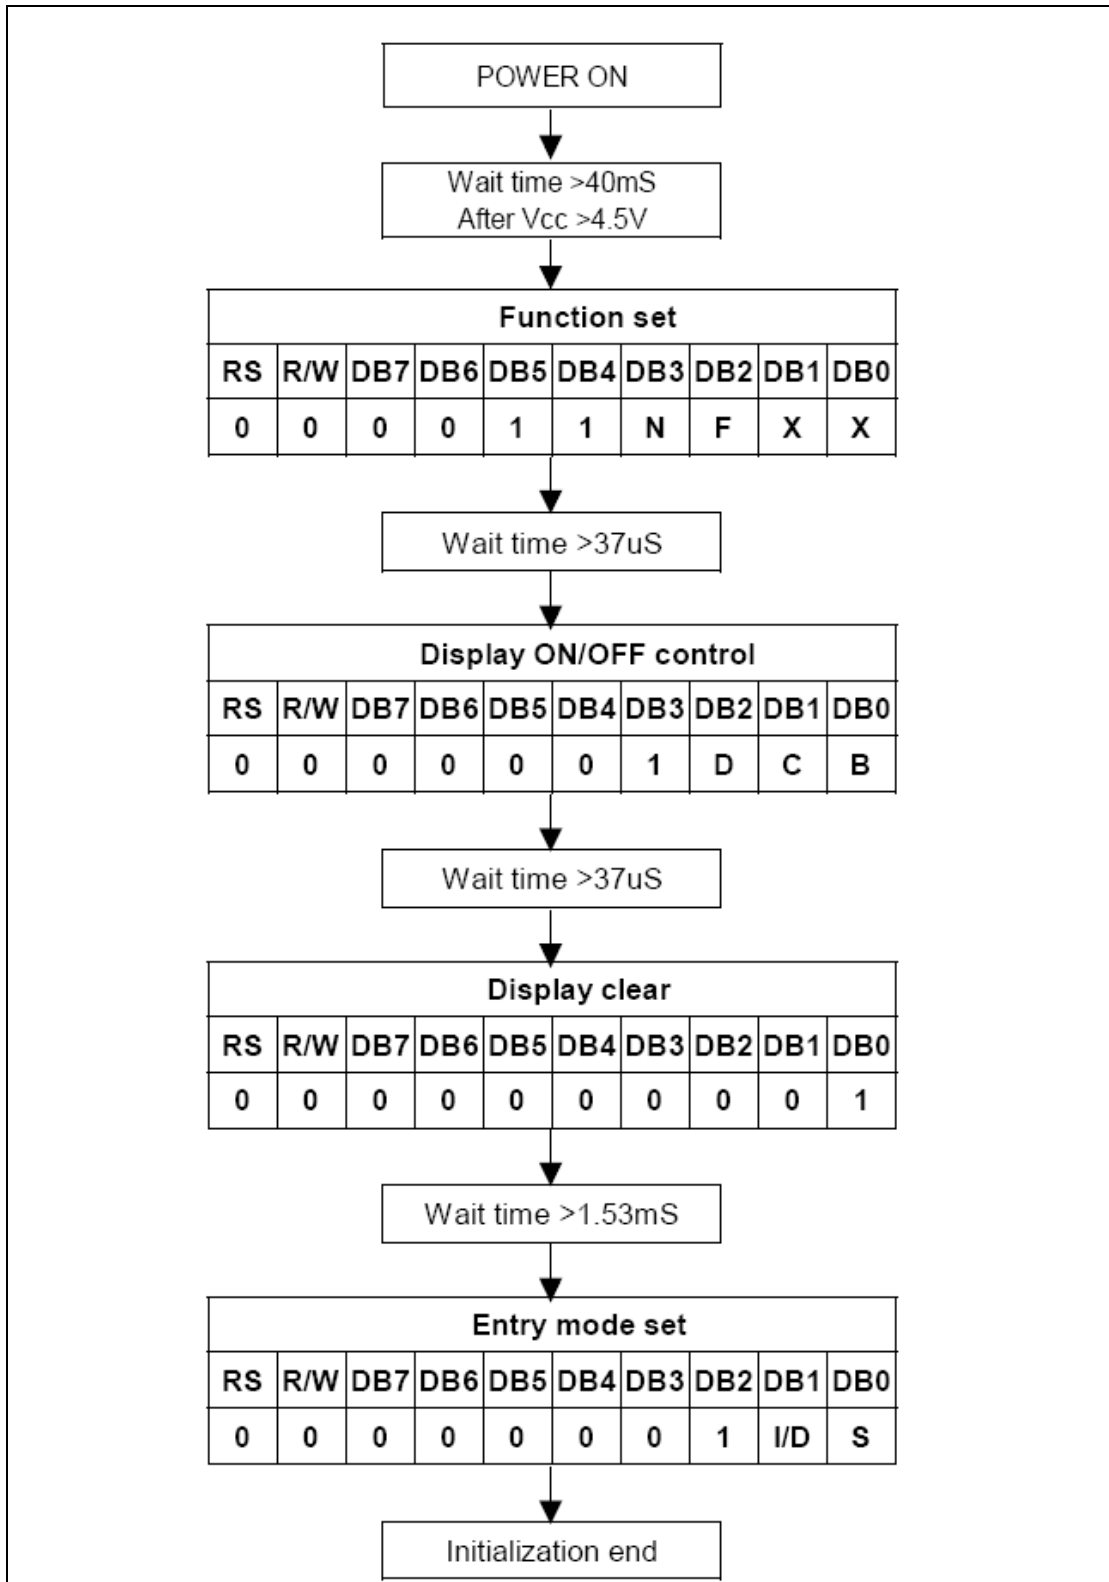 POWER ON
Wait time >40mS
After Vcc >4.5V
Function set
RS R/W DB7 DB6 DB5 DB4 DB3 DB2 DB1 DB0
0 0 0 0 1 1 N F X X
Wait time >37uS
Display ON/OFF control
RS R/W DB7 DB6 DB5 DB4 DB3 DB2 DB1 DB0
0 0 0 0 0 0 1 D C B
Wait time >37uS
Display clear
RS R/W DB7 DB6 DB5 DB4 DB3 DB2 DB1 DB0
0 0 0 0 0 0 0 0 0 1
Wait time >1.53mS
Entry mode set
RS R/W DB7 DB6 DB5 DB4 DB3 DB2 DB1 DB0
0 0 0 0 0 0 0 1 I/D S
Initialization end